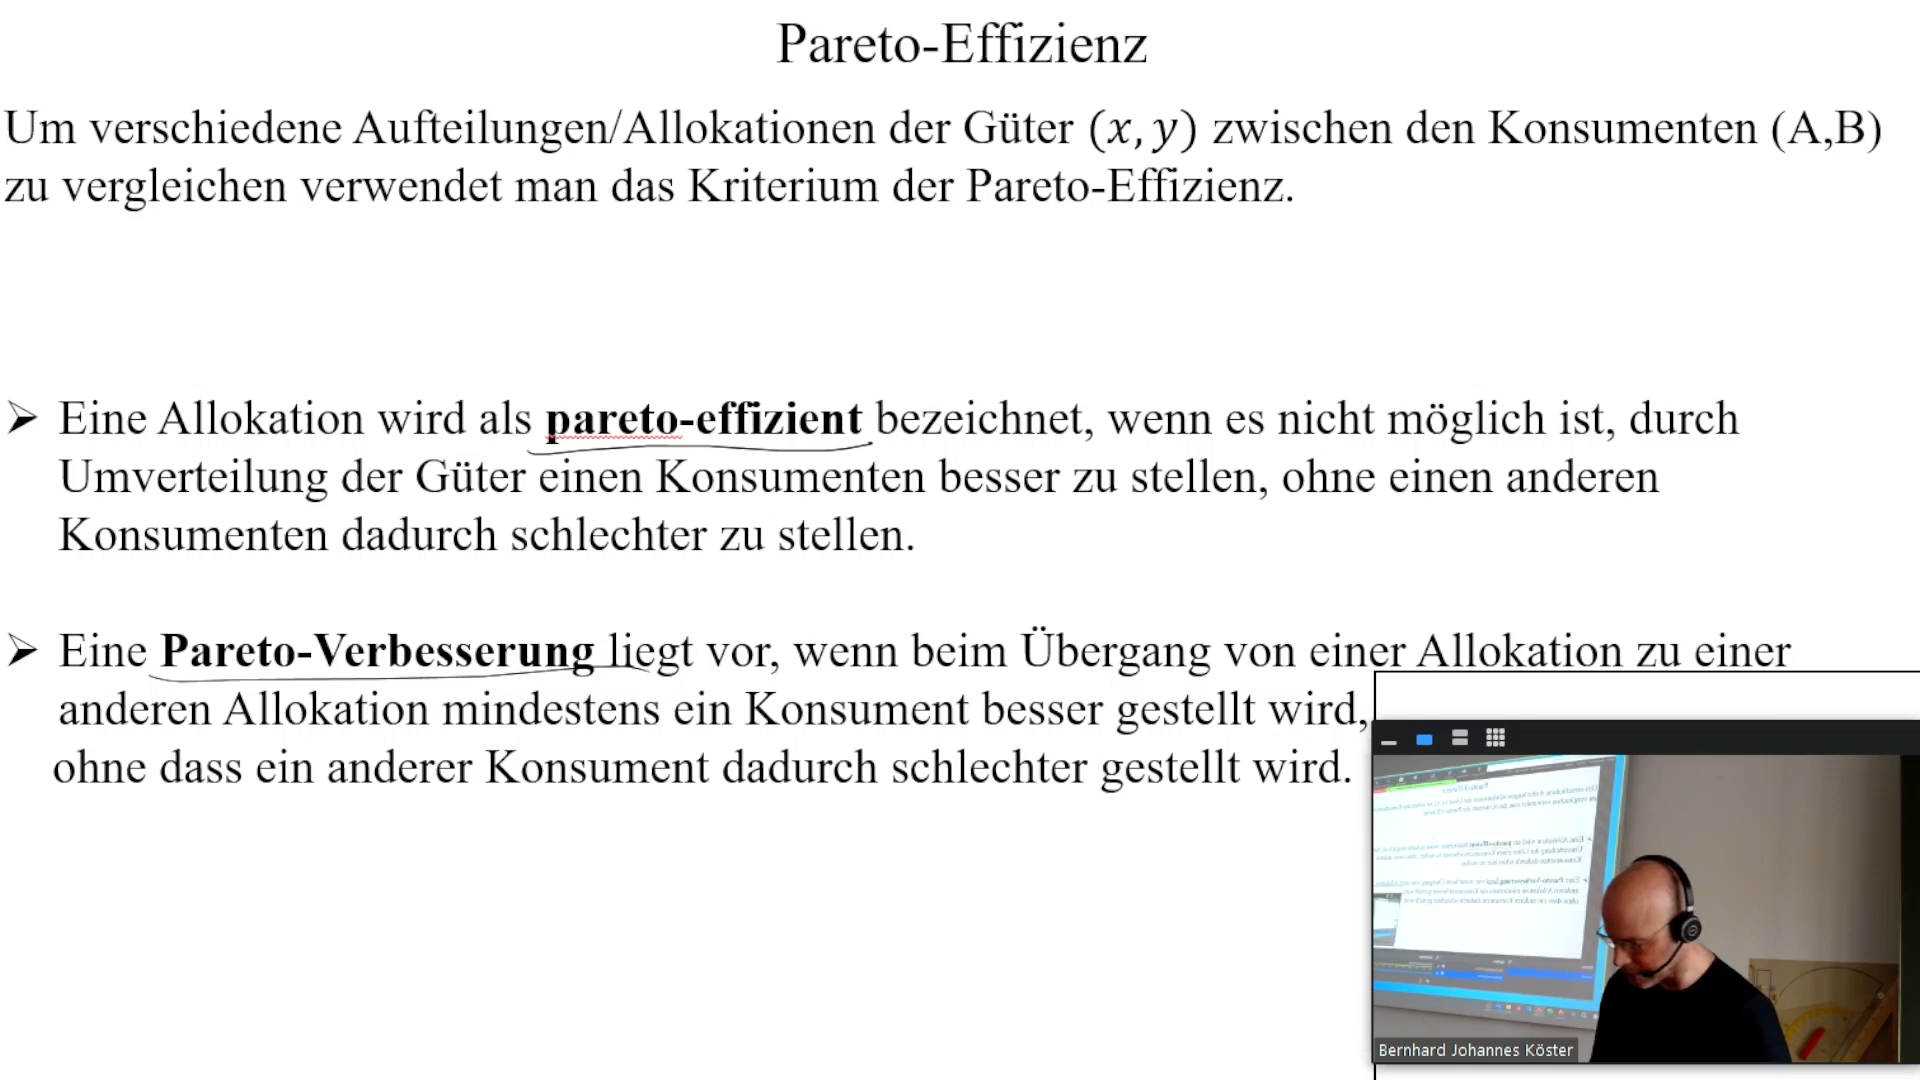 Pareto-Effizienz
Um verschiedene Aufteilungen/Allokationen der Güter (x, y) zwischen den Konsumenten (A,B)
zu vergleichen verwendet man das Kriterium der Pareto-Effizienz.
➢ Eine Allokation wird als pareto-effizient bezeichnet, wenn es nicht möglich ist, durch
Umverteilung der Güter einen Konsumenten besser zu stellen, ohne einen anderen
Konsumenten dadurch schlechter zu stellen.
➢ Eine Pareto-Verbesserung liegt vor, wenn beim Übergang von einer Allokation zu einer
anderen Allokation mindestens ein Konsument besser gestellt wird,
ohne dass ein anderer Konsument dadurch schlechter gestellt wird.
Bernhard Johannes Köster